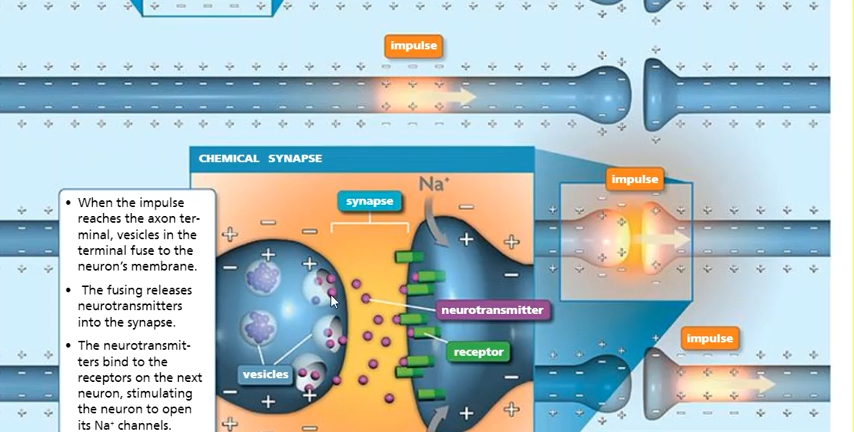 impulse
CHEMICAL SYNAPSE
impulse
Na+
synapse
• When the impulse
reaches the axon ter-
minal, vesicles in the
terminal fuse to the
neuron’s membrane.
• The fusing releases
neurotransmitters
into the synapse.
• The neurotransmit-
ters bind to the
receptors on the next
neuron, stimulating
the neuron to open
its Na+ channels.
neurotransmitter
receptor
vesicles
impulse